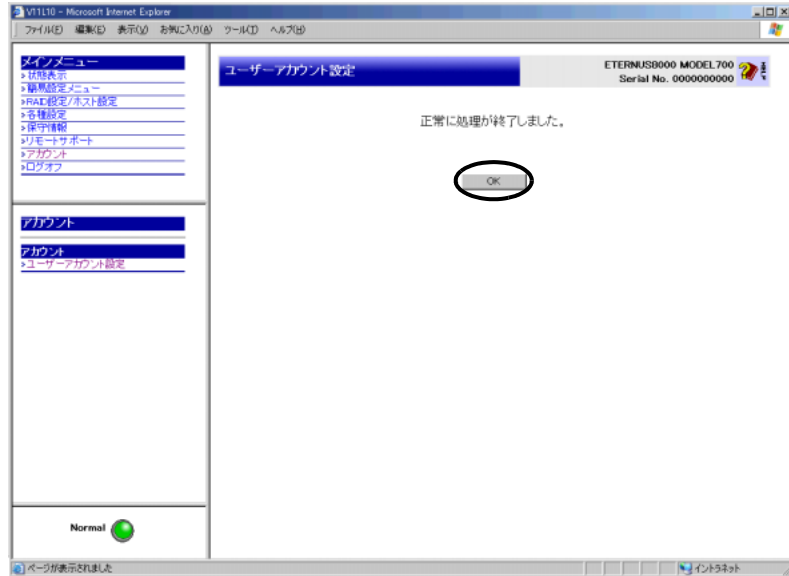 V11L10 - Microsoft Internet Explorer
ファイル(F) 編集(E) 表示(V) お気に入り(A) ツール(T) ヘルプ(H)
メインメニュー
>状態表示
>簡易設定メニュー
>RAID設定/ホスト設定
>各種設定
>保守情報
>リモートサポート
>アカウント
>ログオフ
アカウント
アカウント
>ユーザーアカウント設定
Normal
ユーザーアカウント設定
ETERNUS8000 MODEL700
Serial No. 0000000000
正常に処理が終了しました。
OK
ページが表示されました
イントラネット